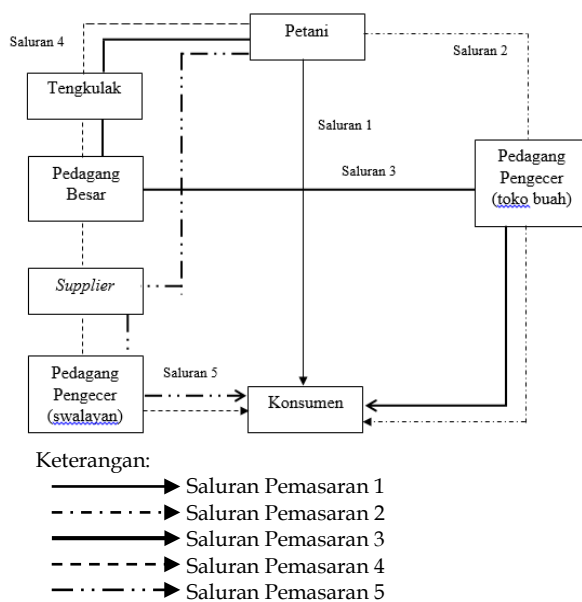 Petani
Saluran 4
Saluran 2
Tengkulak
Saluran 1
Pedagang
Besar
Saluran 3
Pedagang
Pengecer
(toko buah)
Supplier
Pedagang
Pengecer
(swalayan)
Saluran 5
Konsumen
Keterangan:
Saluran Pemasaran 1
Saluran Pemasaran 2
Saluran Pemasaran 3
Saluran Pemasaran 4
Saluran Pemasaran 5